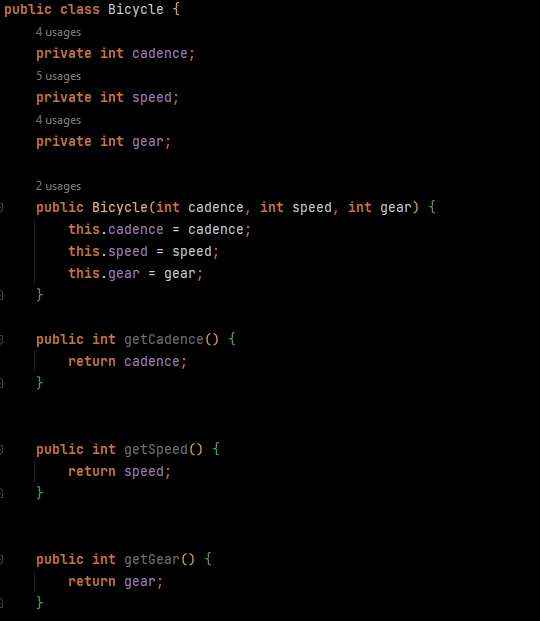 public class Bicycle {
4 usages
private int cadence;
5 usages
private int speed;
4 usages
private int gear;
2 usages
public Bicycle(int cadence, int speed, int gear) {
this.cadence = cadence;
this.speed = speed;
this.gear = gear;
}
public int getCadence() {
return cadence;
}
public int getSpeed() {
return speed;
}
public int getGear() {
return gear;
}